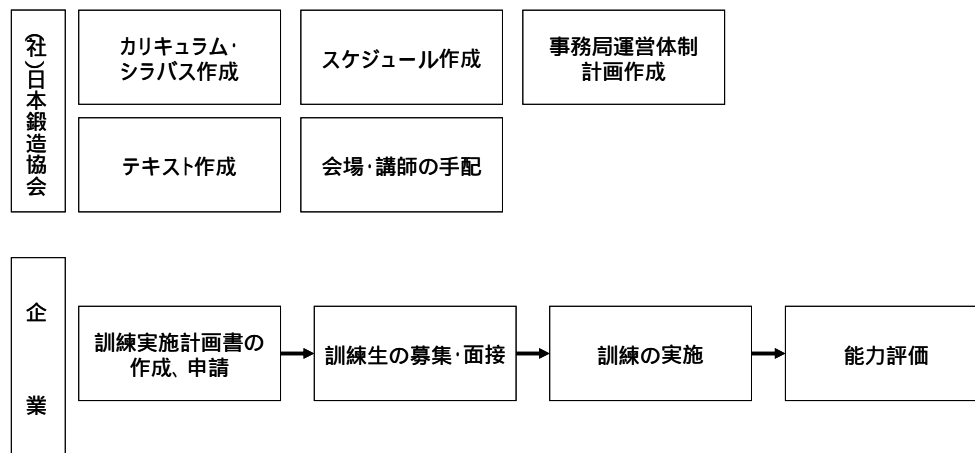 (社)日本鍛造協会
カリキュラム・
シラバス作成
スケジュール作成
事務局運営体制
計画作成
テキスト作成
会場・講師の手配
企業
訓練実施計画書の
作成、申請
訓練生の募集・面接
訓練の実施
能力評価